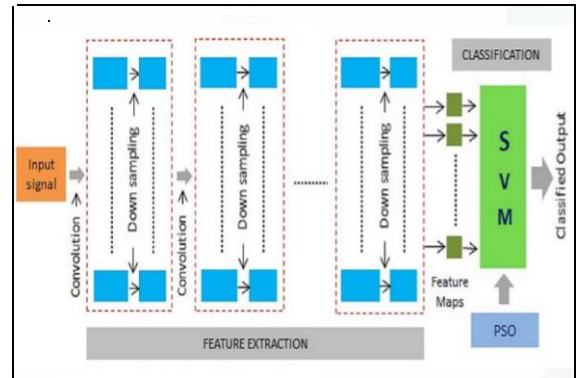 CLASSIFICATION
Input
signal
Convolution
Down sampling
Convolution
Down sampling
Down sampling
Feature
Maps
S
V
M
Classified Output
PSO
FEATURE EXTRACTION